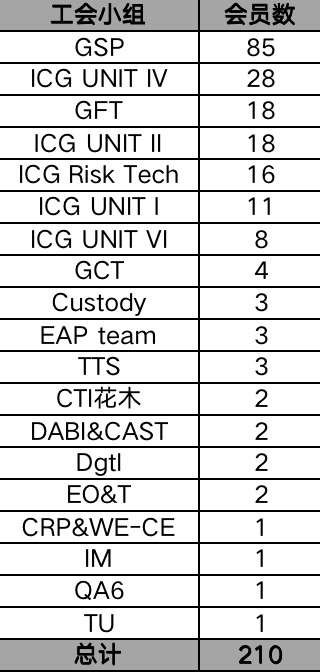 工会小组 会员数
GSP 85
ICG UNIT IV 28
GFT 18
ICG UNIT II 18
ICG Risk Tech 16
ICG UNIT I 11
ICG UNIT VI 8
GCT 4
Custody 3
EAP team 3
TTS 3
CTI花木 2
DABI&CAST 2
Dgtl 2
EO&T 2
CRP&WE-CE 1
IM 1
QA6 1
TU 1
总计 210